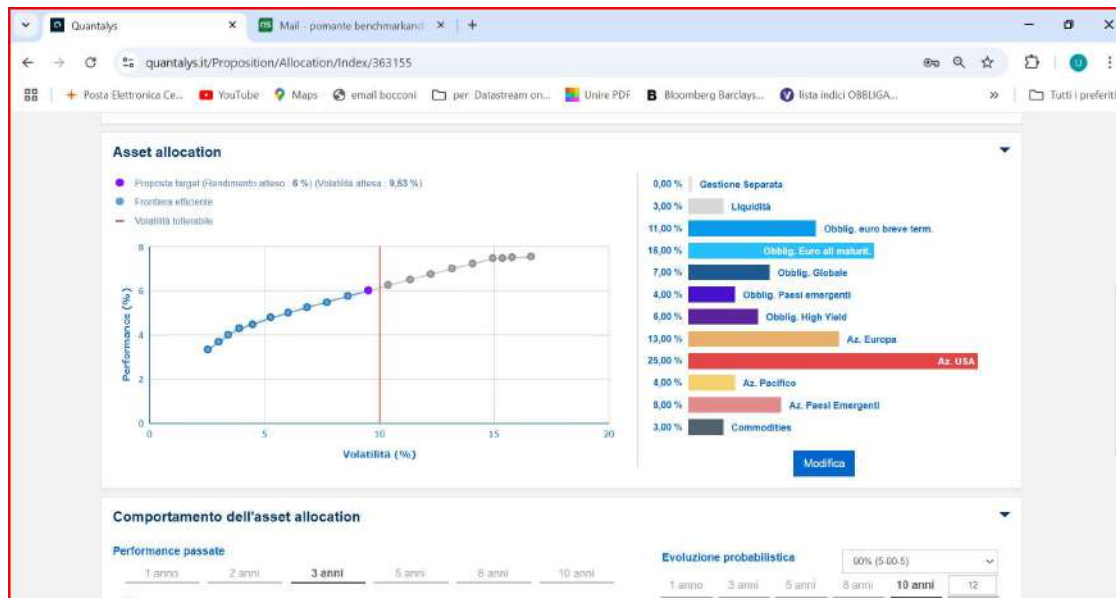 Quantalys
Mail - pomante benchmarkand
quantalys.it/Proposition/Allocation/Index/363155
Posta Elettronica Ce...
YouTube
Maps
email bocconi
per Datastream on...
Unire PDF
Bloomberg Barclays...
lista indici OBBLIGA...
Tutti i preferiti
Asset allocation
Proposta target (Rendimento atteso : 6 %) (Volatilità attesa : 9,53 %)
Frontiera efficiente
Volatilità tollerabile
Performance (%)
8
6
4
2
0
0 5 10 15 20
Volatilità (%)
0,00 % Gestione Separata
3,00 % Liquidità
11,00 % Obblig. euro breve term.
16,00 % Obblig. Euro all maturit.
7,00 % Obblig. Globale
4,00 % Obblig. Paesi emergenti
6,00 % Obblig. High Yield
13,00 % Az. Europa
25,00 % Az. USA
4,00 % Az. Pacifico
8,00 % Az. Paesi Emergenti
3,00 % Commodities
Modifica
Comportamento dell'asset allocation
Performance passate
1 anno 2 anni 3 anni 5 anni 8 anni 10 anni
Evoluzione probabilistica
90% (5-90-5)
1 anno 3 anni 5 anni 8 anni 10 anni 12